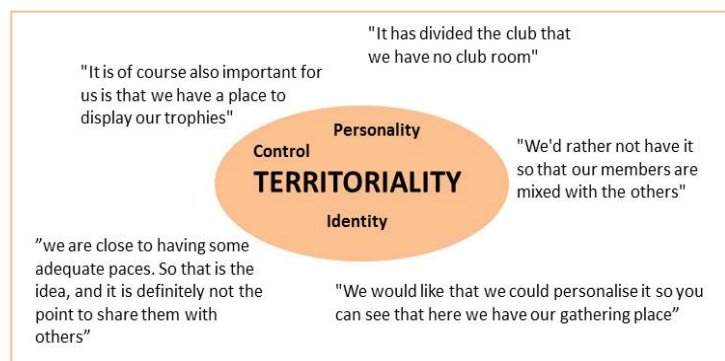 "It has divided the club that
we have no club room"
"It is of course also important for
us is that we have a place to
display our trophies"
Personality
Control
TERRITORIALITY
Identity
"We'd rather not have it
so that our members are
mixed with the others"
”we are close to having some
adequate paces. So that is the
idea, and it is definitely not the
point to share them with
others”
"We would like that we could personalise it so you
can see that here we have our gathering place”